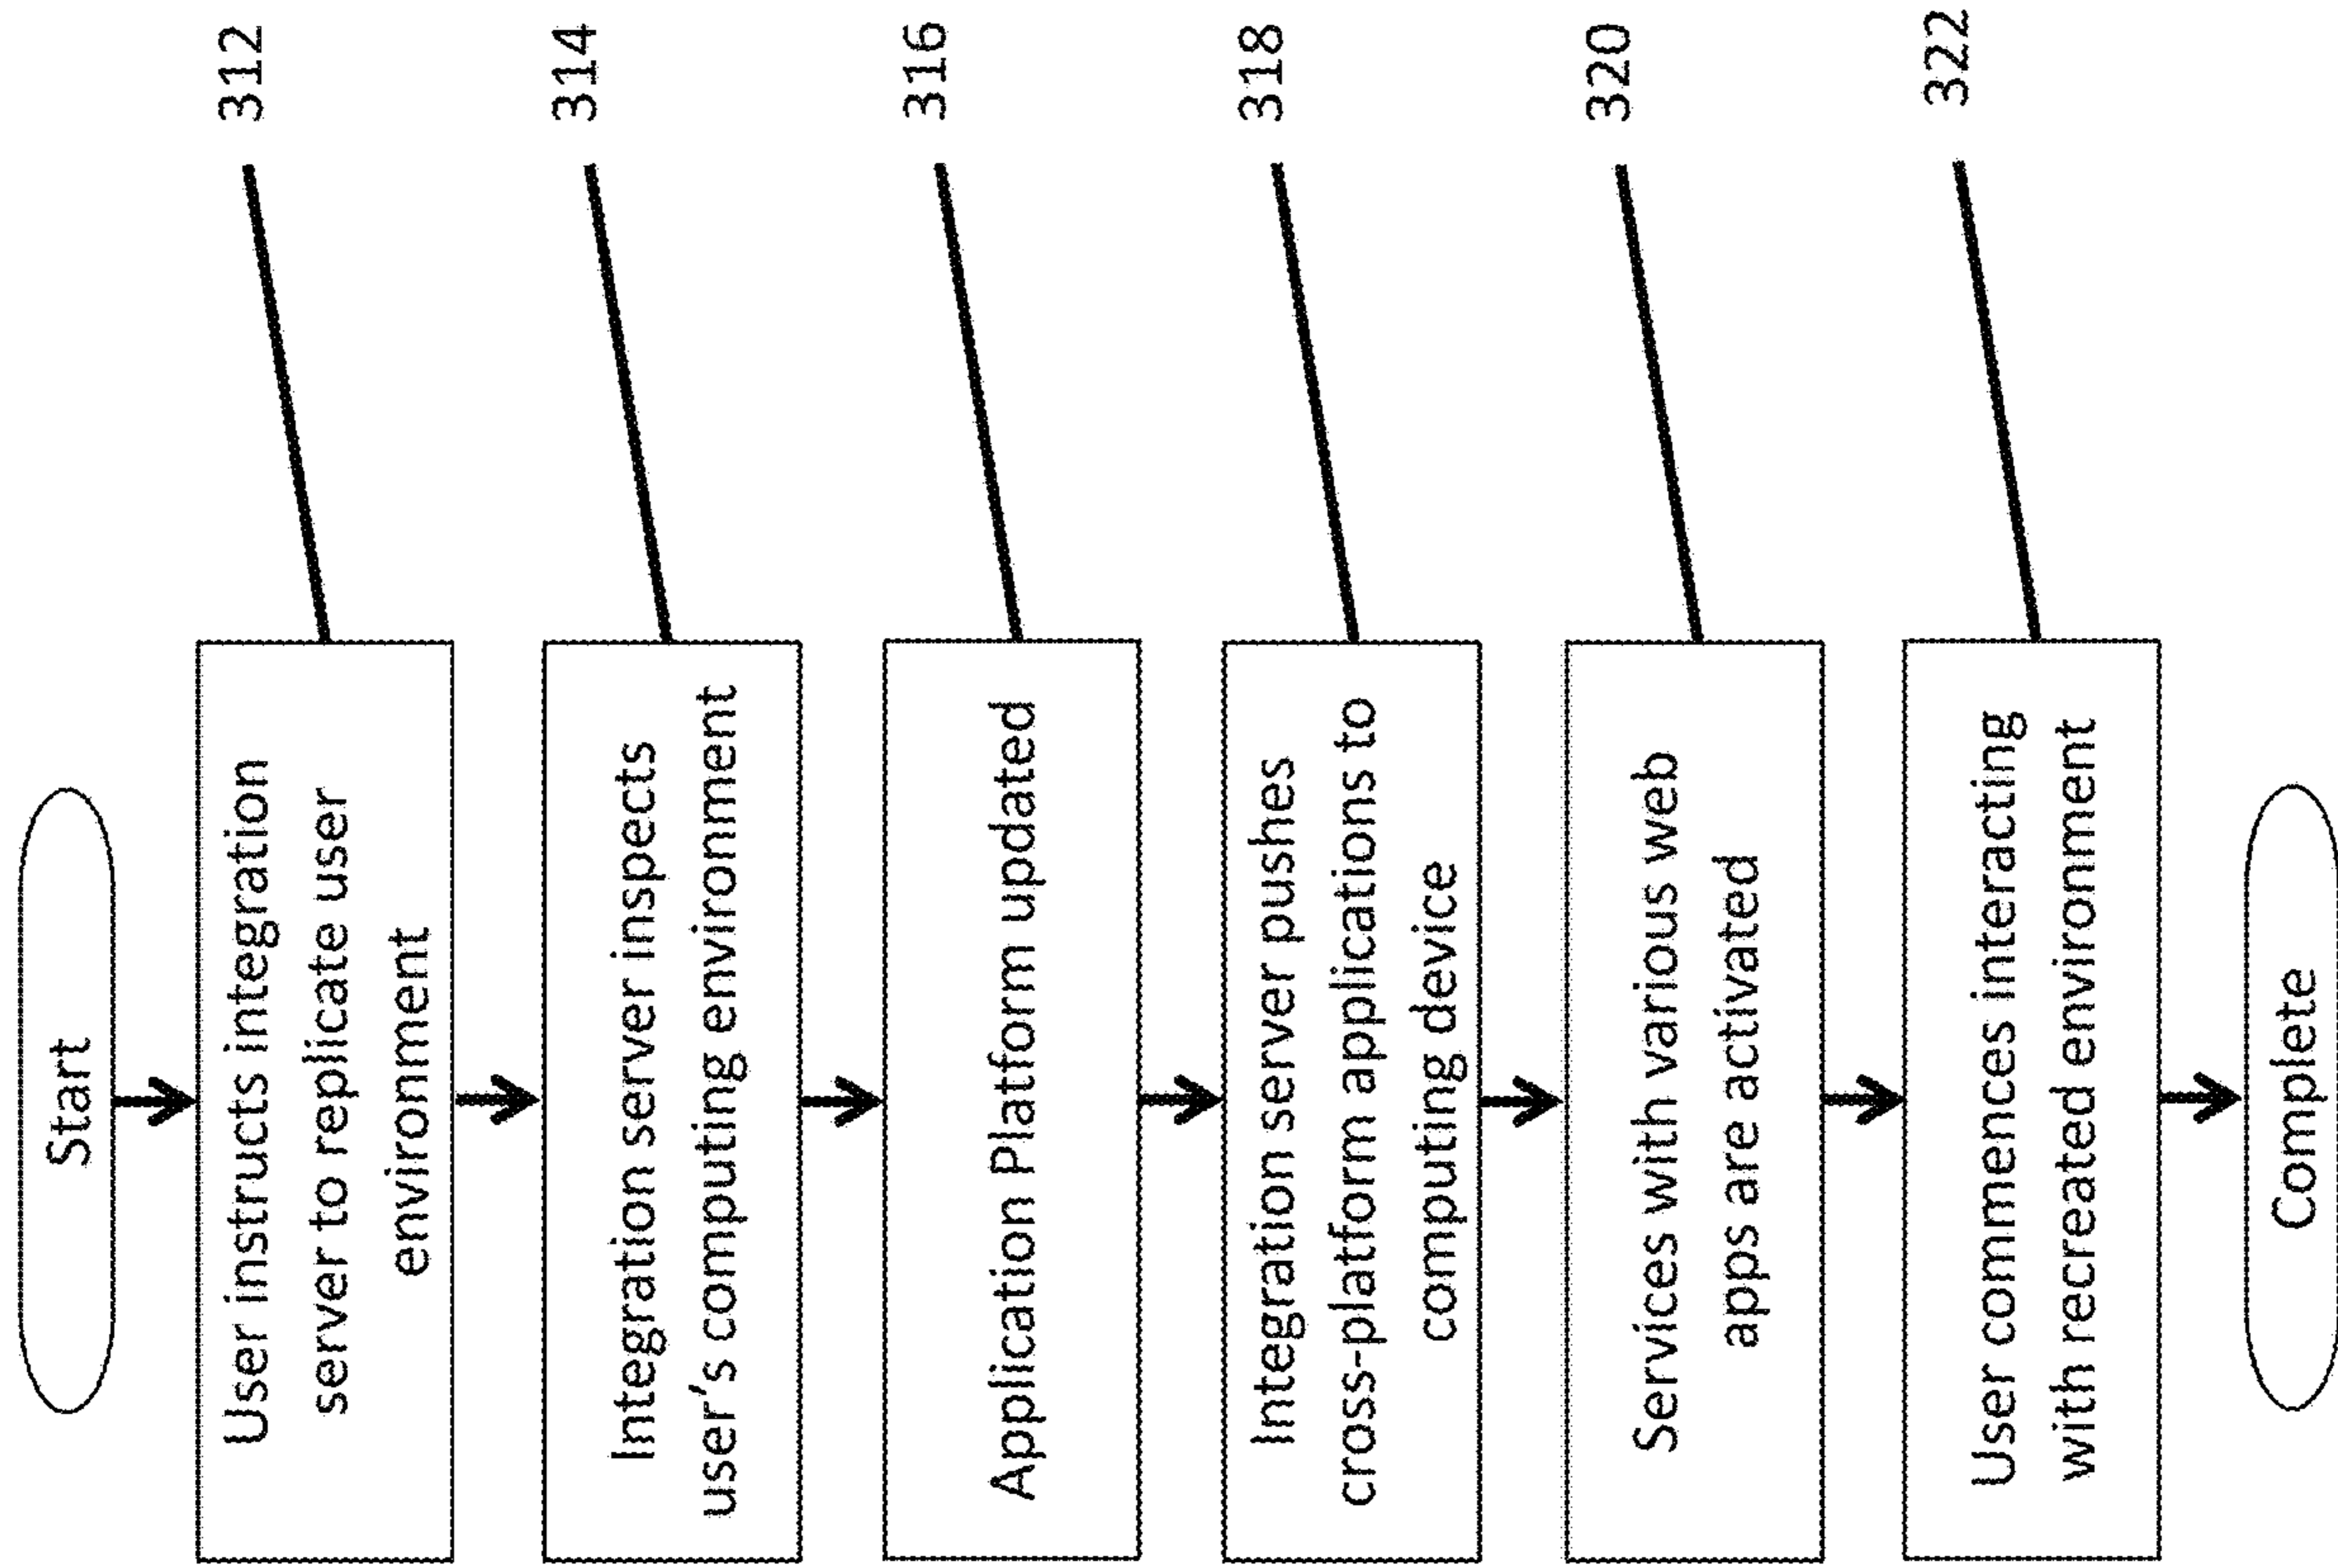 Start
User instructs integration
server to replicate user
environment
312
Integration server inspects
user's computing environment
314
Application Platform updated
316
Integration server pushes
cross-platform applications to
computing device
318
Services with various web
apps are activated
320
User commences interacting
with recreated environment
322
Complete